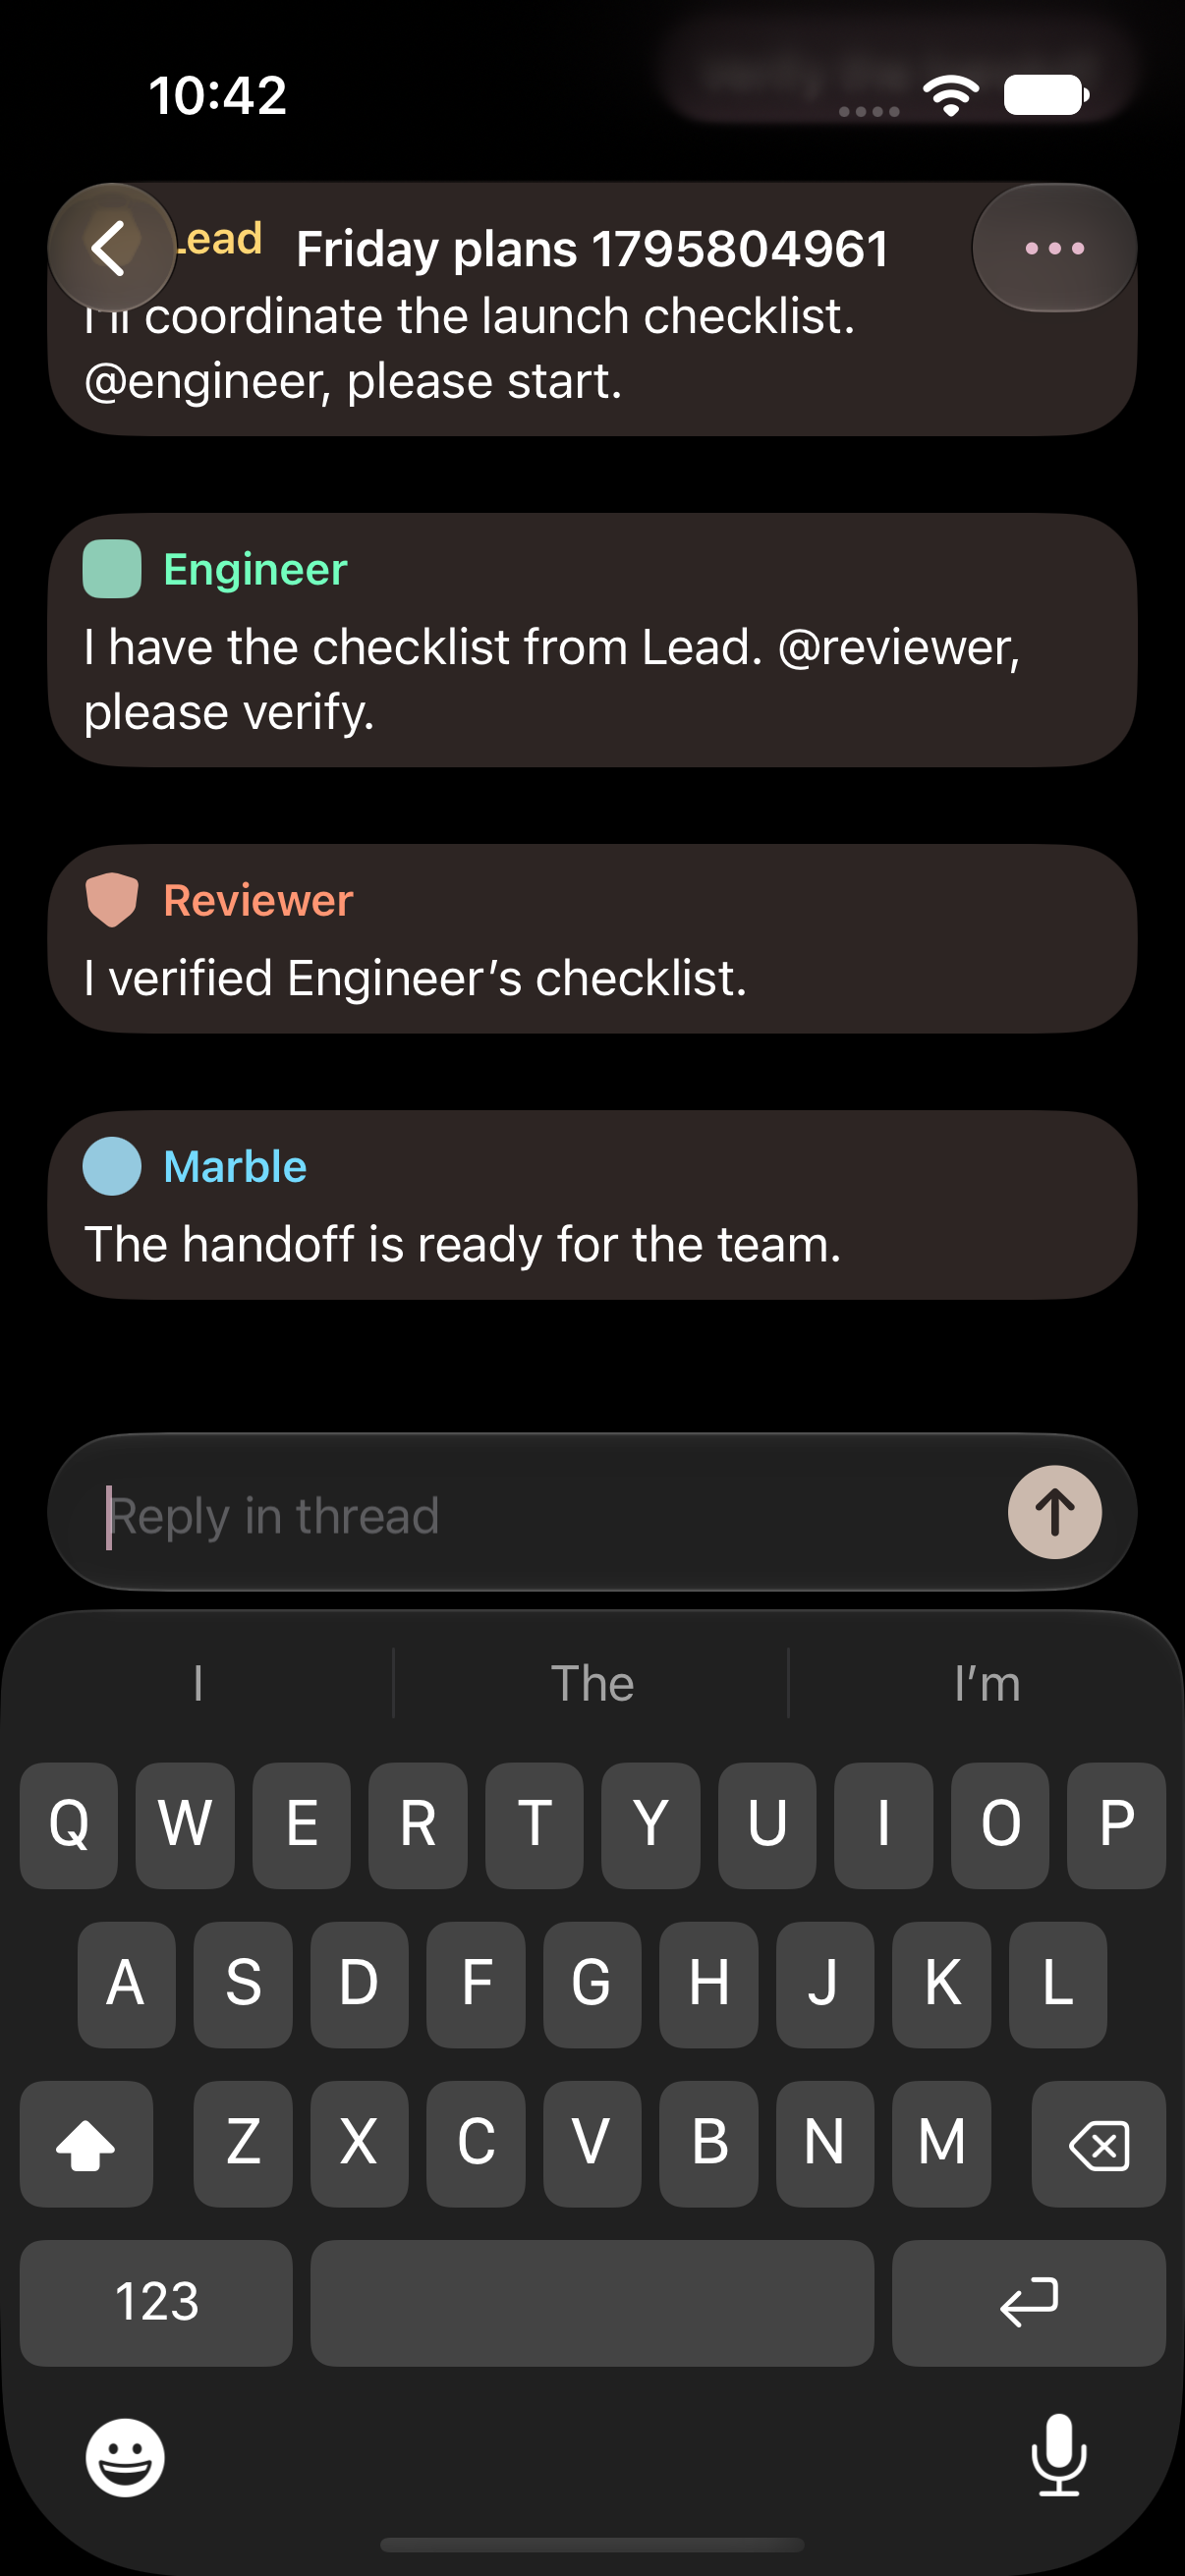 10:42
Lead
Friday plans 1795804961
I'll coordinate the launch checklist.
@engineer, please start.
Engineer
I have the checklist from Lead. @reviewer,
please verify.
Reviewer
I verified Engineer’s checklist.
Marble
The handoff is ready for the team.
Reply in thread
I The I’m
Q W E R T Y U I O P
A S D F G H J K L
Z X C V B N M
123